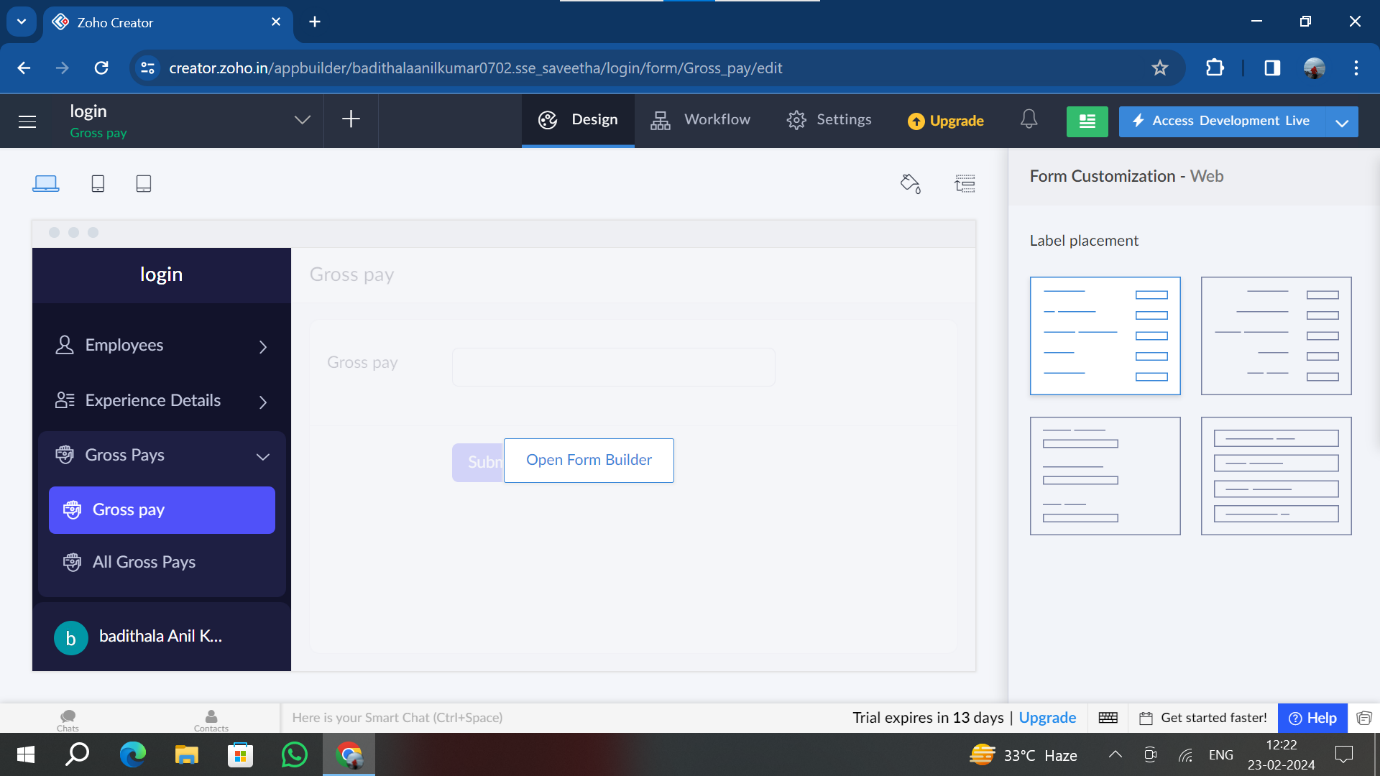 Zoho Creator
creator.zoho.in/appbuilder/badithalaanilkumar0702.sse_saveetha/login/form/Gross_pay/edit
login
Gross pay
Design
Workflow
Settings
Upgrade
Access Development Live
Form Customization - Web
Label placement
login
Employees
Experience Details
Gross Pays
Gross pay
All Gross Pays
b
badithala Anil K...
Gross pay
Gross pay
Subm
Open Form Builder
Chats
Contacts
Here is your Smart Chat (Ctrl+Space)
Trial expires in 13 days | Upgrade
Get started faster!
Help
33°C Haze
ENG
12:22
23-02-2024